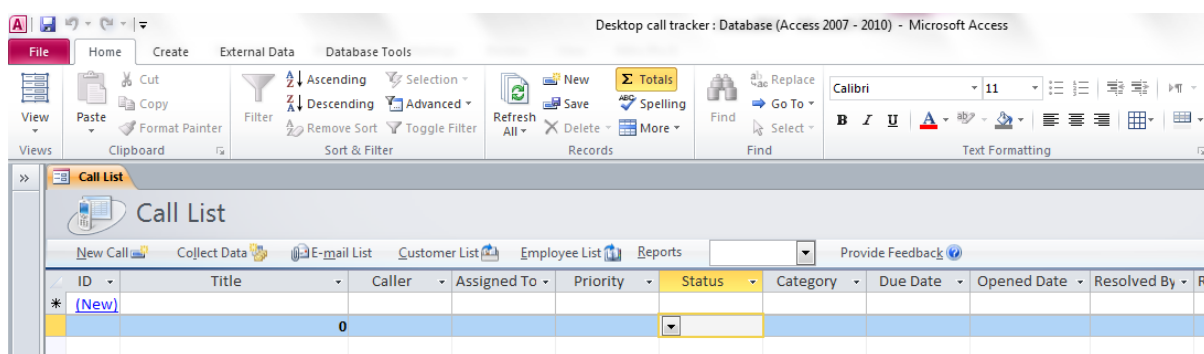 Desktop call tracker : Database (Access 2007 - 2010) - Microsoft Access
File Home Create External Data Database Tools
View
Views
Paste
Cut
Copy
Format Painter
Clipboard
Filter
Ascending
Descending
Remove Sort
Selection
Advanced
Toggle Filter
Sort & Filter
Refresh
All
New
Save
Delete
Totals
Spelling
More
Records
Find
Replace
Go To
Select
Find
Calibri 11
B I U A
Text Formatting
Call List
Call List
New Call Collect Data E-mail List Customer List Employee List Reports Provide Feedback
ID Title Caller Assigned To Priority Status Category Due Date Opened Date Resolved By R
(New)
0